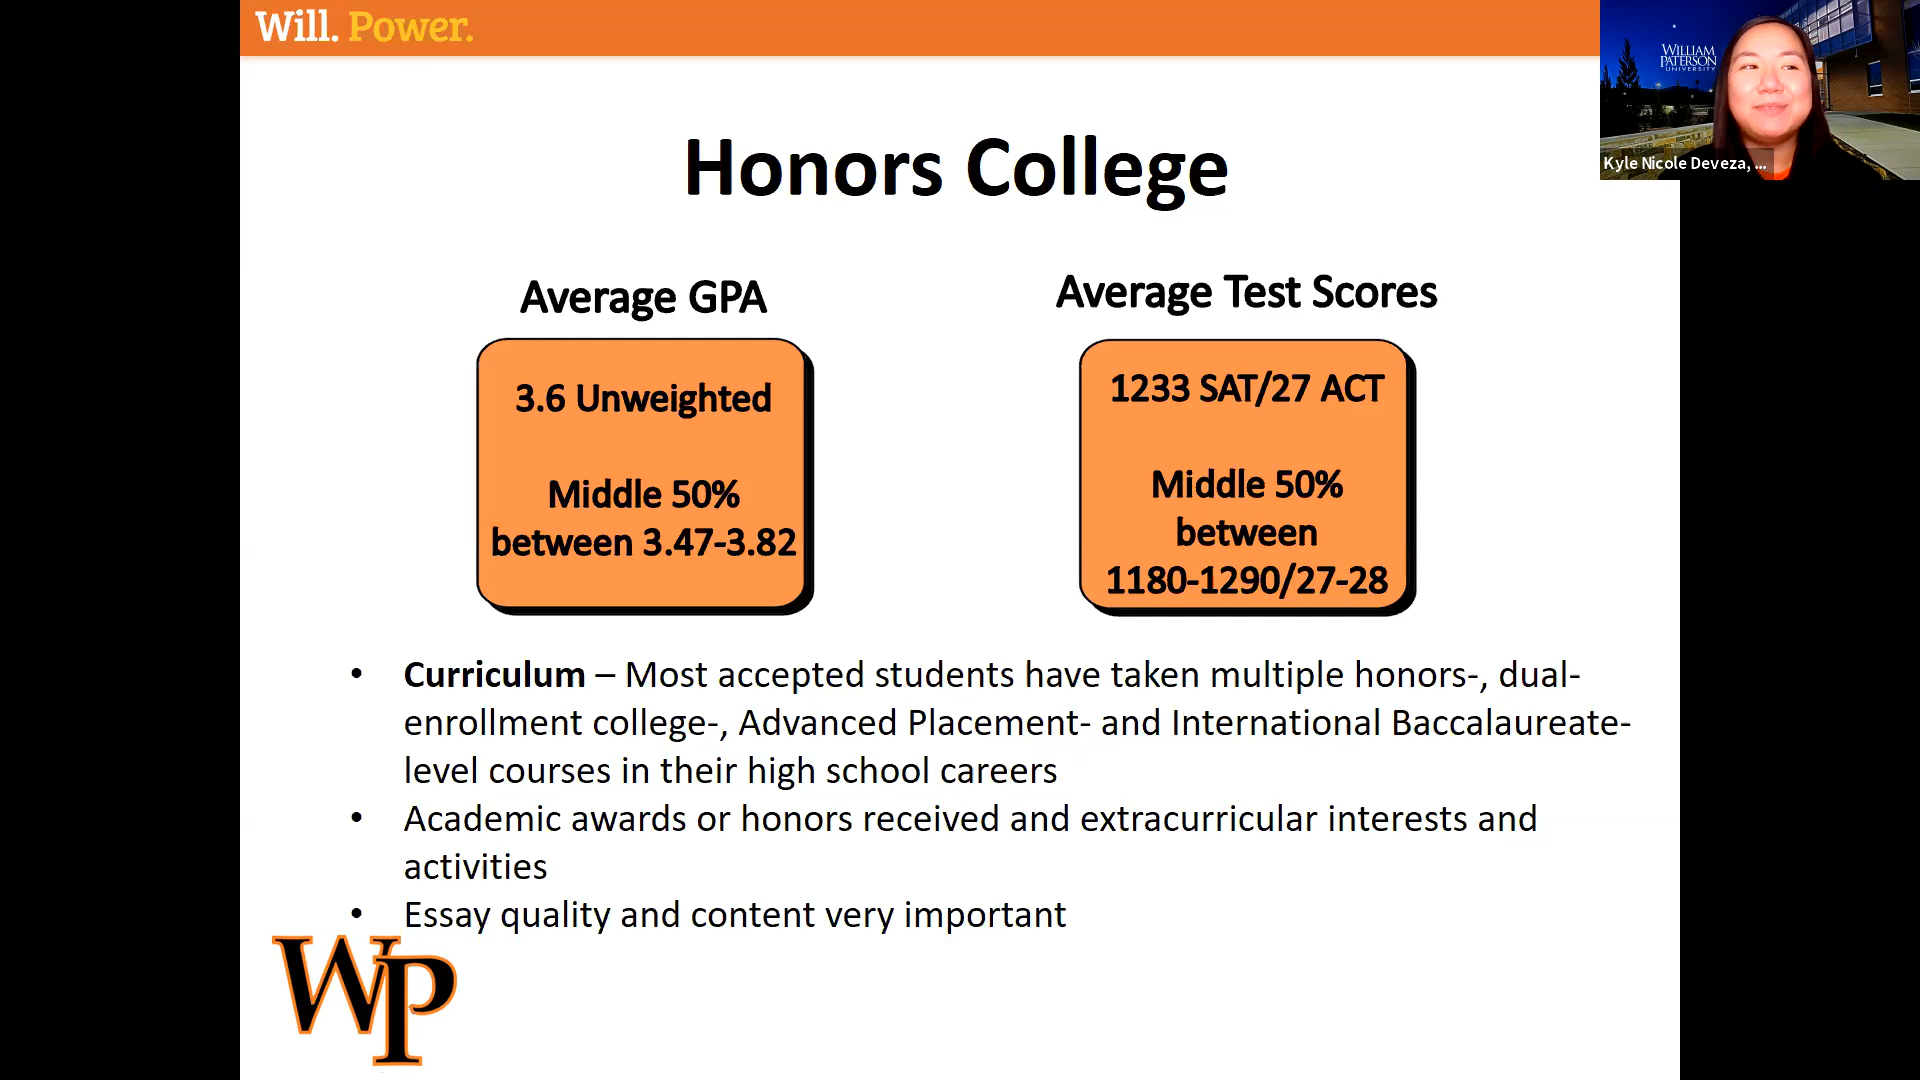 Will. Power.
WILLIAM
PATERSON
UNIVERSITY
Kyle Nicole Deveza, ...
Honors College
Average GPA
3.6 Unweighted
Middle 50%
between 3.47-3.82
Average Test Scores
1233 SAT/27 ACT
Middle 50%
between
1180-1290/27-28
• Curriculum – Most accepted students have taken multiple honors-, dual-
enrollment college-, Advanced Placement- and International Baccalaureate-
level courses in their high school careers
• Academic awards or honors received and extracurricular interests and
activities
• Essay quality and content very important
WP